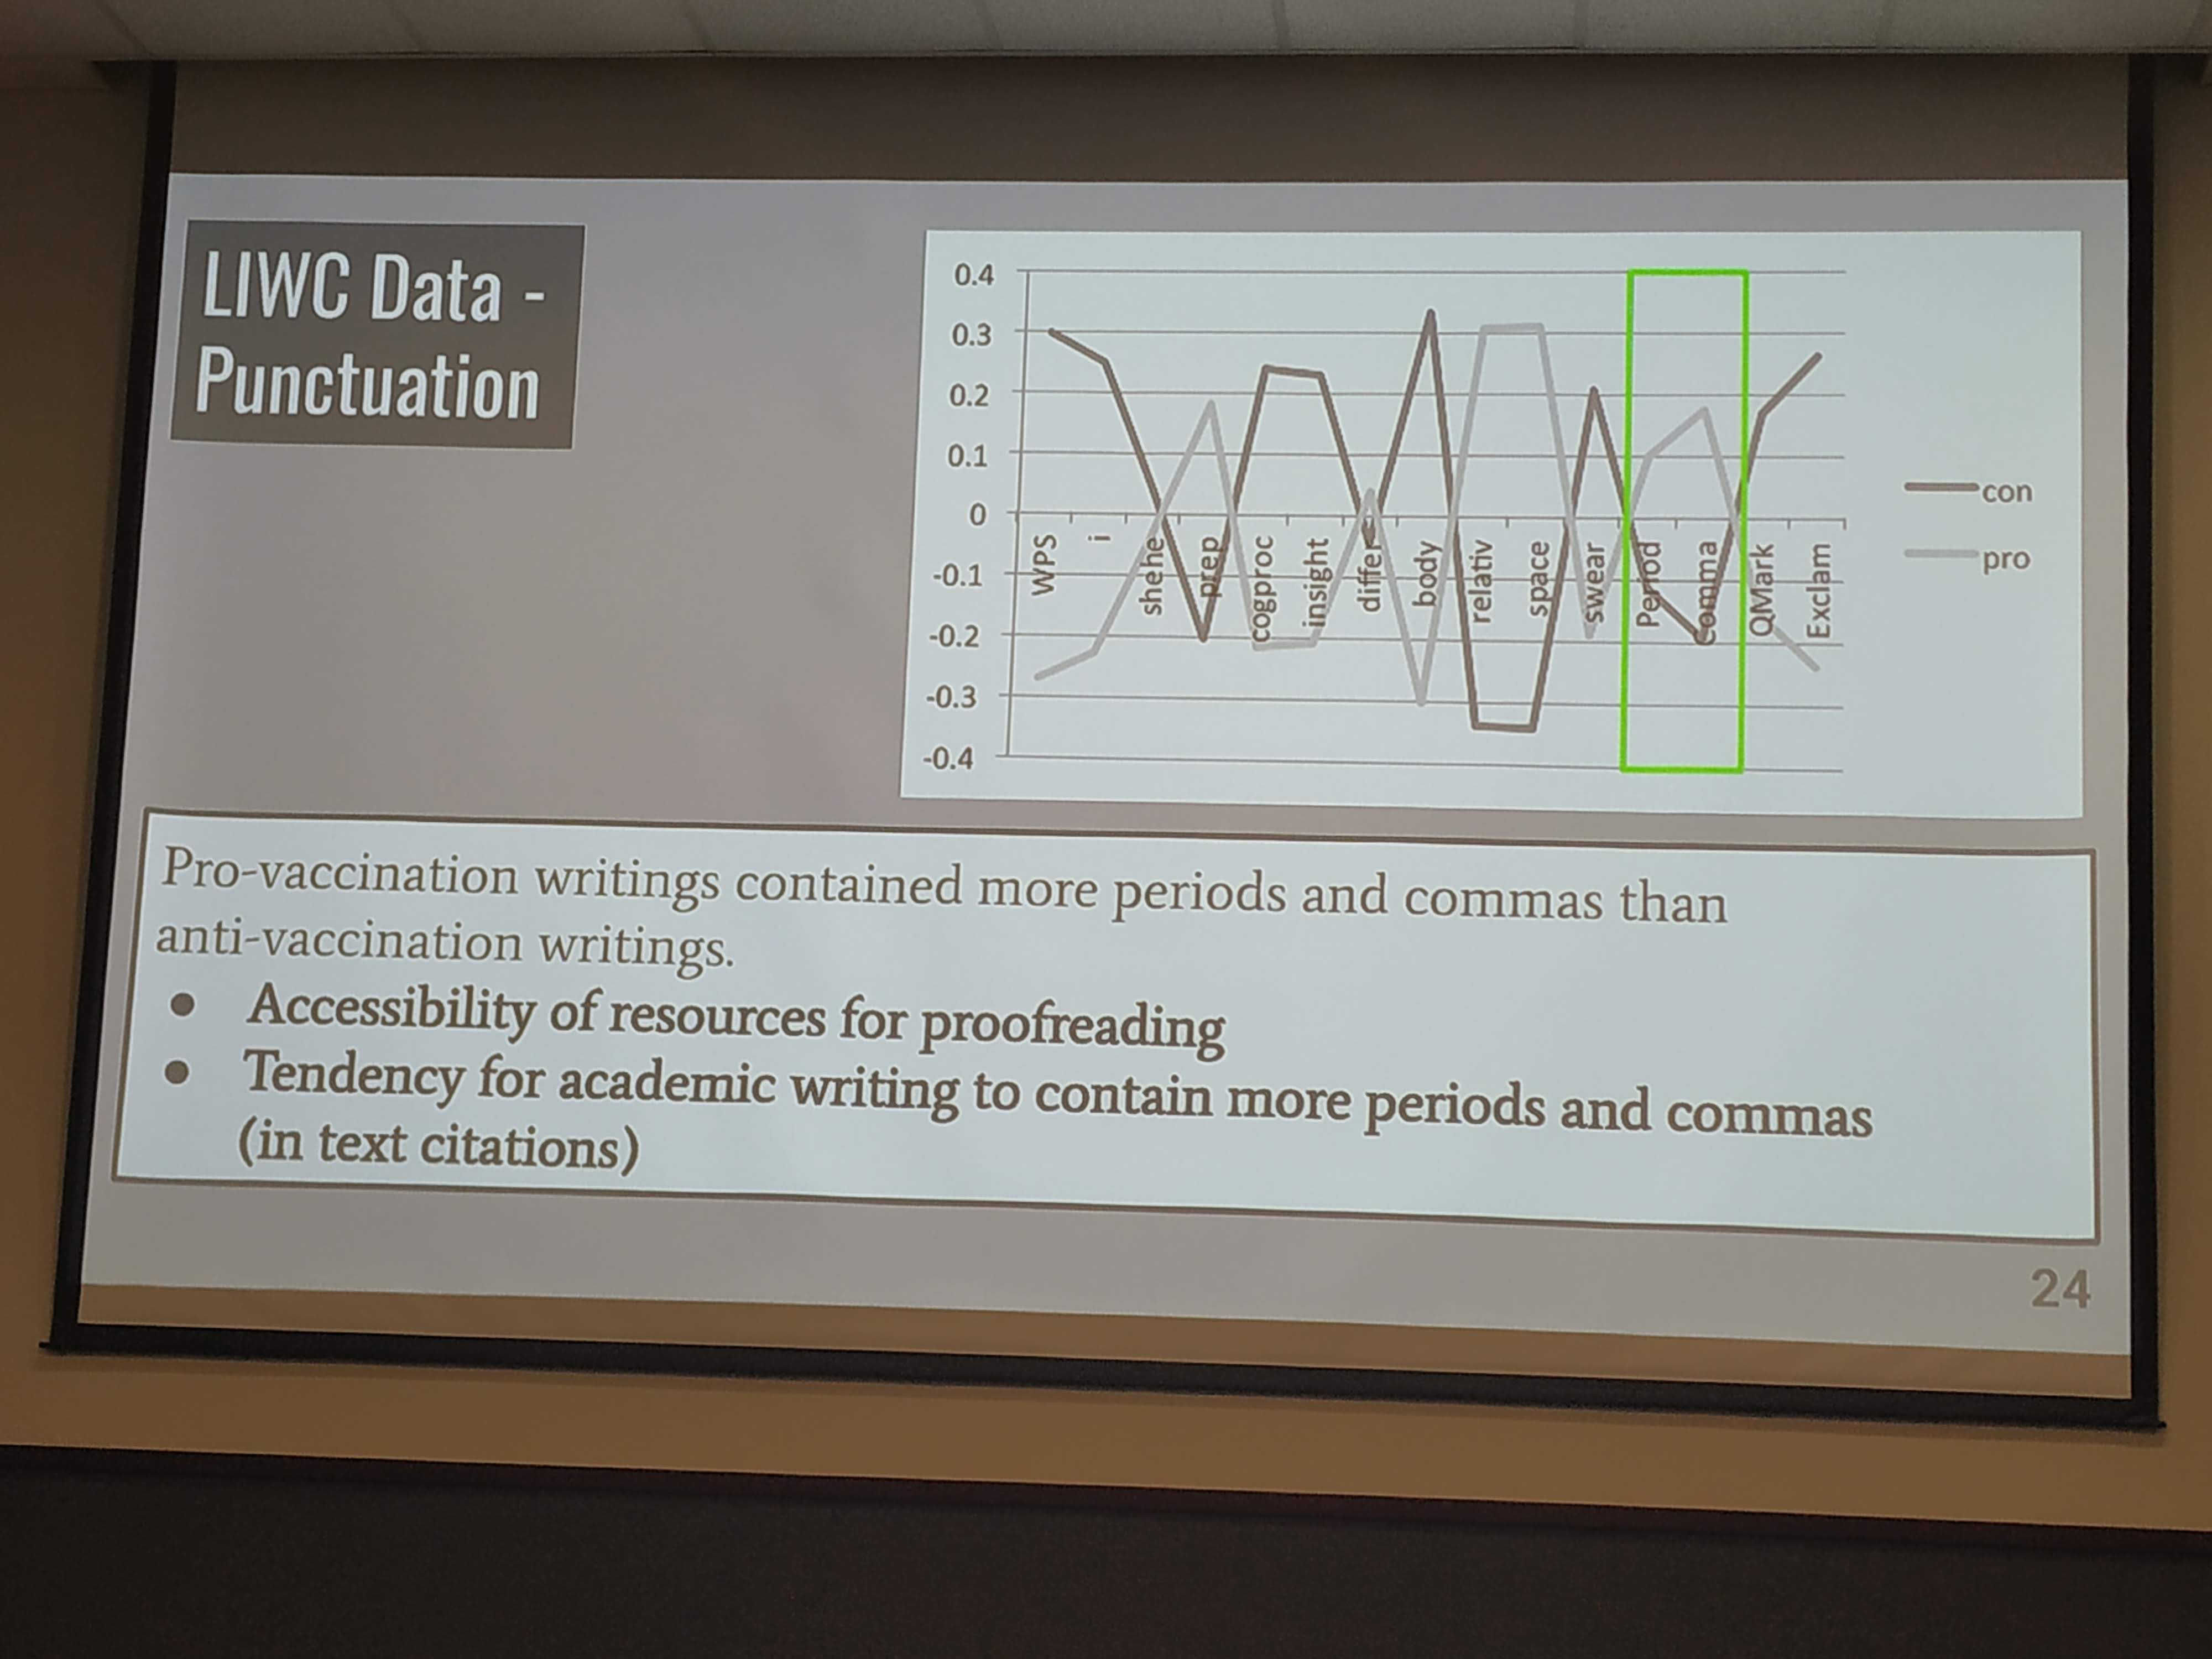 LIWC Data -
Punctuation
0.4
0.3
0.2
0.1
0
-0.1
-0.2
-0.3
-0.4
WPS
i
shehe
prep
cogproc
insight
differ
body
relativ
space
swear
Period
Comma
QMark
Exclam
con
pro
Pro-vaccination writings contained more periods and commas than
anti-vaccination writings.
● Accessibility of resources for proofreading
● Tendency for academic writing to contain more periods and commas
(in text citations)
24